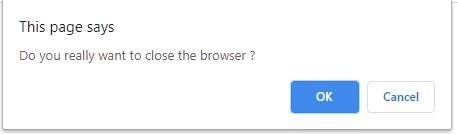 This page says
Do you really want to close the browser ?
OK
Cancel